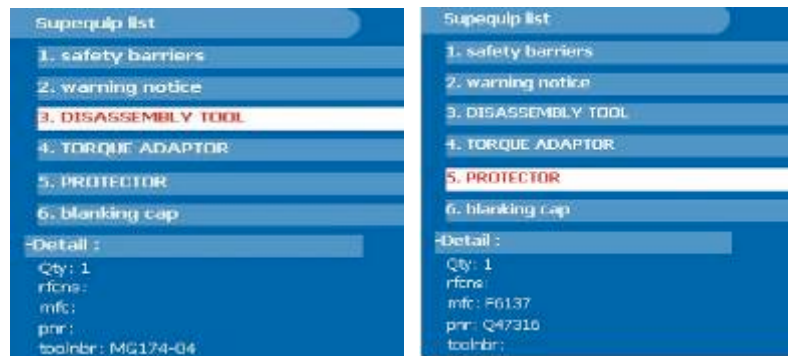 Supequip list
1. safety barriers
2. warning notice
3. DISASSEMBLY TOOL
4. TORQUE ADAPTOR
5. PROTECTOR
6. blanking cap
-Detail :
Qty: 1
rfcns:
mfc:
pnr:
toolnbr: MG174-04
Supequip list
1. safety barriers
2. warning notice
3. DISASSEMBLY TOOL
4. TORQUE ADAPTOR
5. PROTECTOR
6. blanking cap
-Detail :
Qty: 1
rfcns:
mfc: F6137
pnr: Q47316
toolnbr: